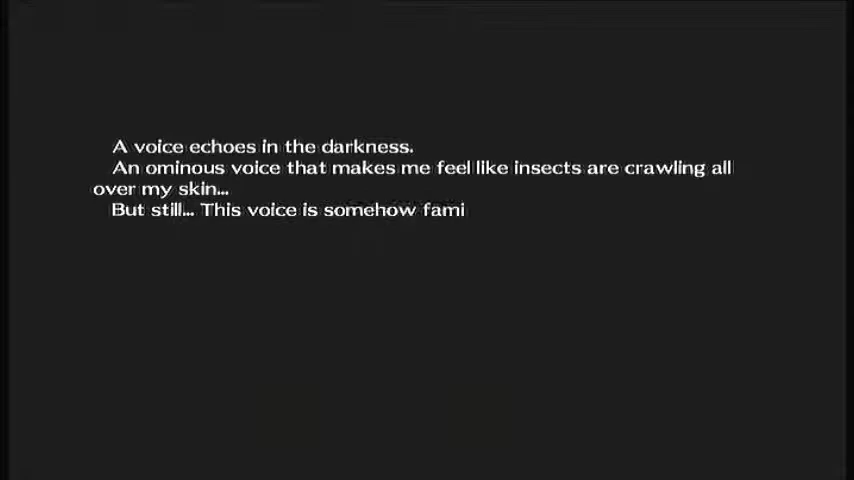 A voice echoes in the darkness.
An ominous voice that makes me feel like insects are crawling all
over my skin...
But still... This voice is somehow fami